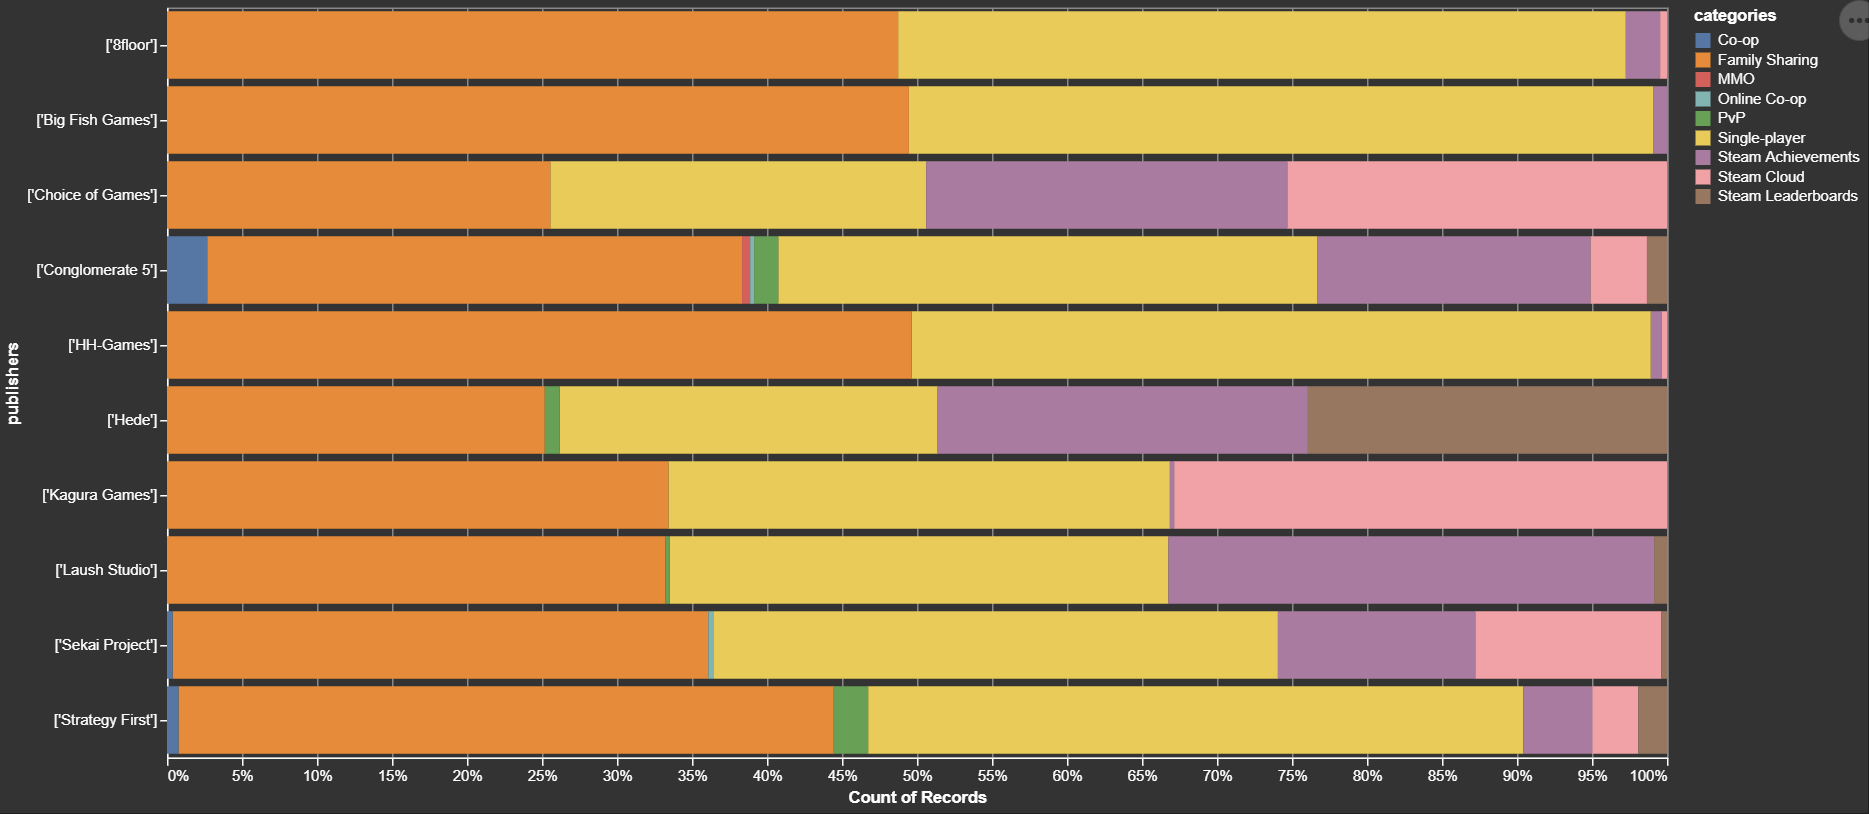 categories
Co-op
Family Sharing
MMO
Online Co-op
PvP
Single-player
Steam Achievements
Steam Cloud
Steam Leaderboards
publishers
['8floor']
['Big Fish Games']
['Choice of Games']
['Conglomerate 5']
['HH-Games']
['Hede']
['Kagura Games']
['Laush Studio']
['Sekai Project']
['Strategy First']
0% 5% 10% 15% 20% 25% 30% 35% 40% 45% 50% 55% 60% 65% 70% 75% 80% 85% 90% 95% 100%
Count of Records